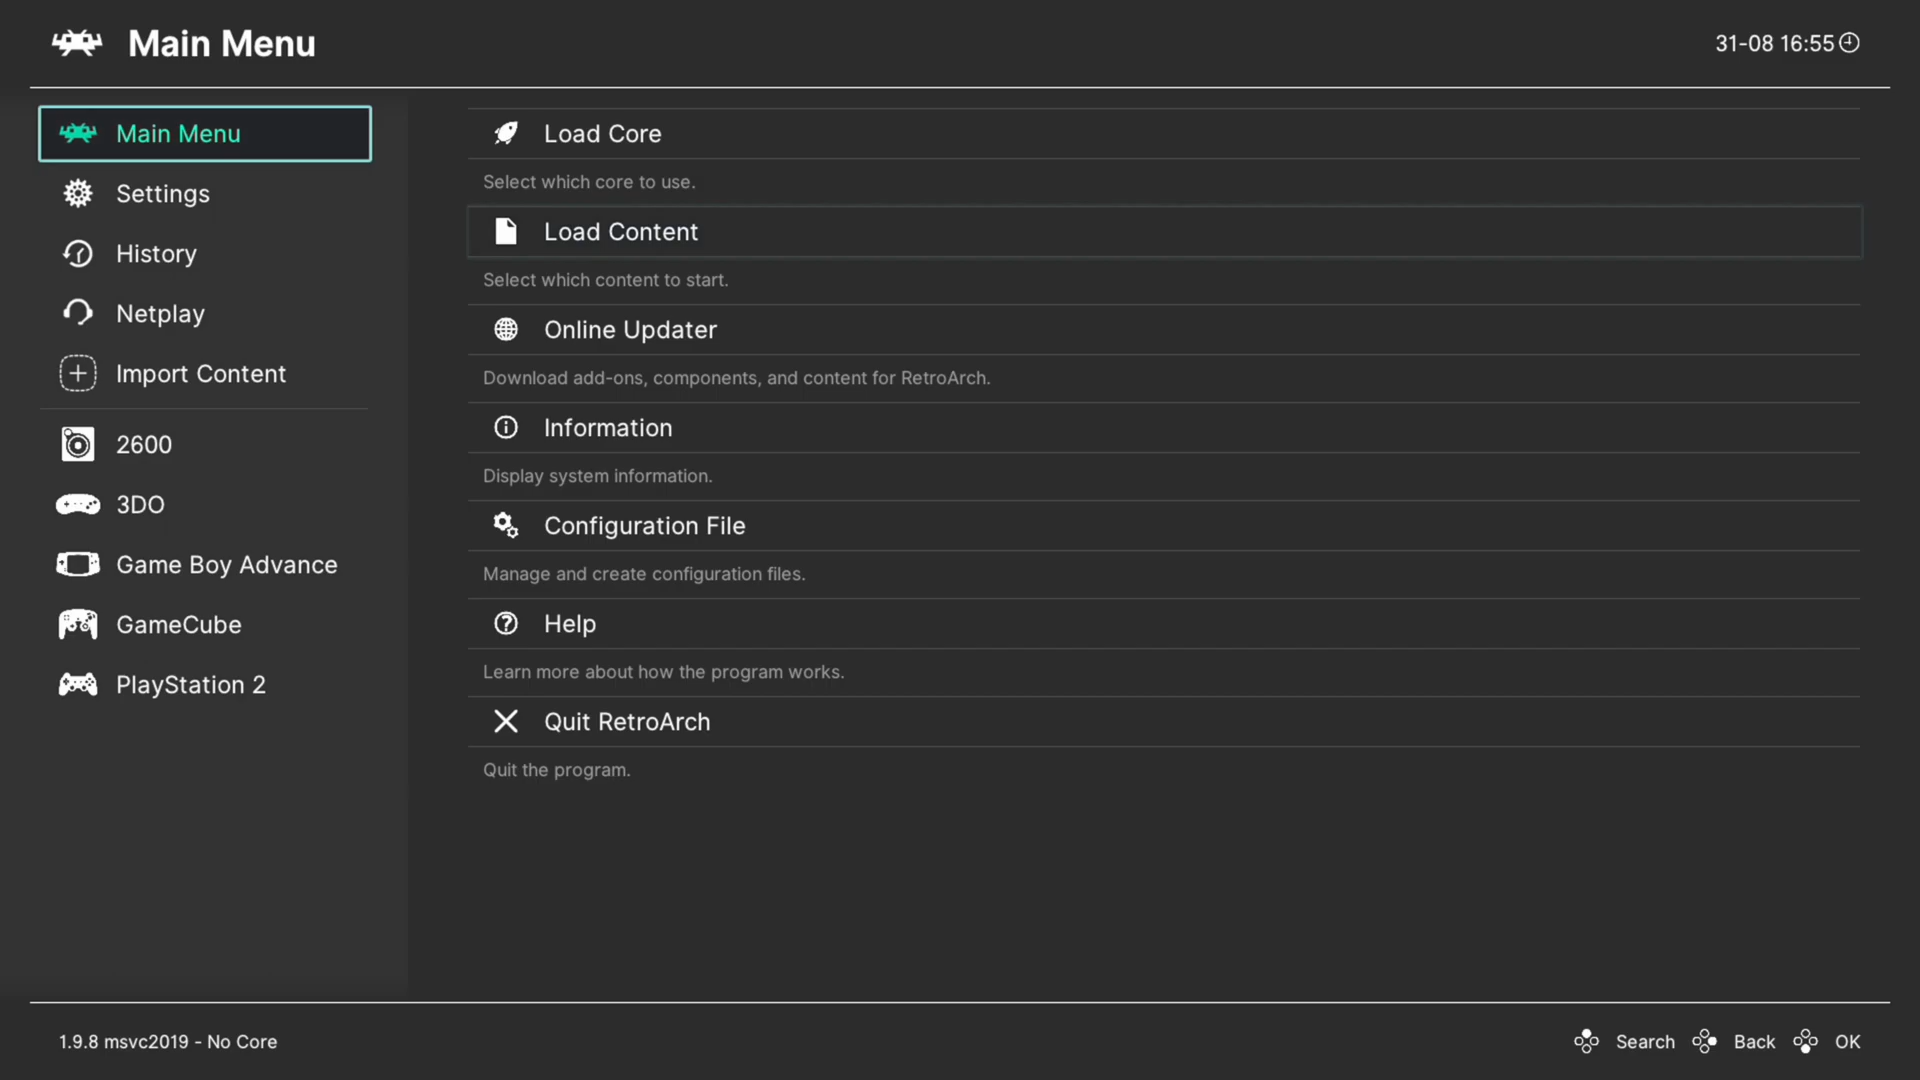 Main Menu
31-08 16:55
Main Menu
Settings
History
Netplay
Import Content
2600
3DO
Game Boy Advance
GameCube
PlayStation 2
Load Core
Select which core to use.
Load Content
Select which content to start.
Online Updater
Download add-ons, components, and content for RetroArch.
Information
Display system information.
Configuration File
Manage and create configuration files.
Help
Learn more about how the program works.
Quit RetroArch
Quit the program.
1.9.8 msvc2019 - No Core
Search Back OK